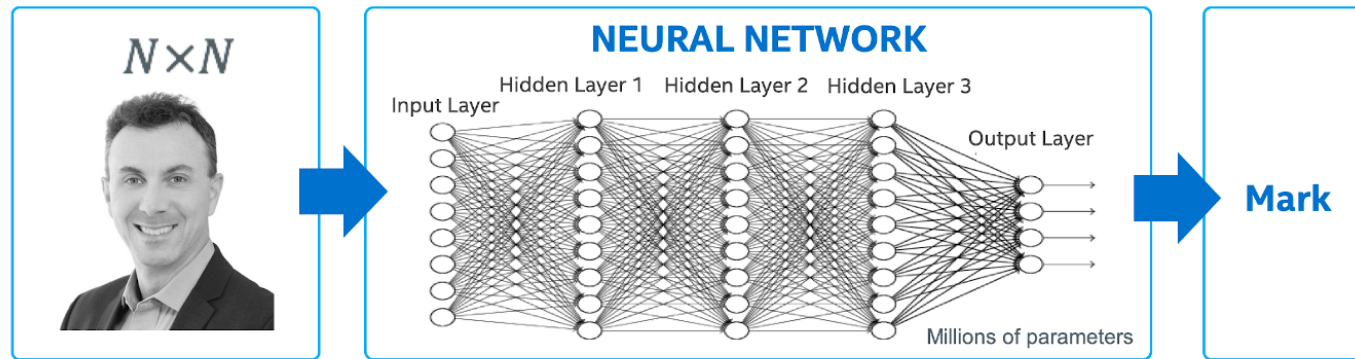 N×N
NEURAL NETWORK
Input Layer
Hidden Layer 1
Hidden Layer 2
Hidden Layer 3
Output Layer
Millions of parameters
Mark